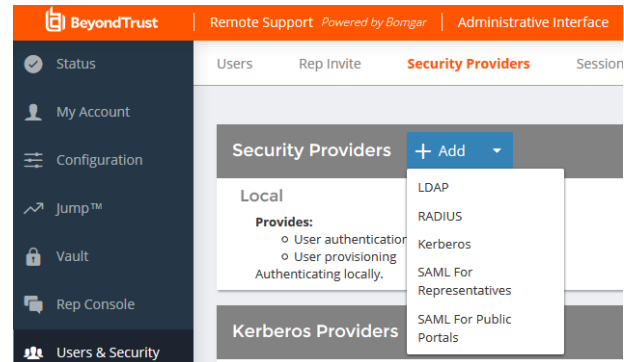 BeyondTrust
Remote Support Powered by Bomgar
Administrative Interface
Status
My Account
Configuration
Jump™
Vault
Rep Console
Users & Security
Users
Rep Invite
Security Providers
Session
Security Providers
+ Add
LDAP
RADIUS
Kerberos
SAML For
Representatives
SAML For Public
Portals
Local
Provides:
User authentication
User provisioning
Authenticating locally.
Kerberos Providers